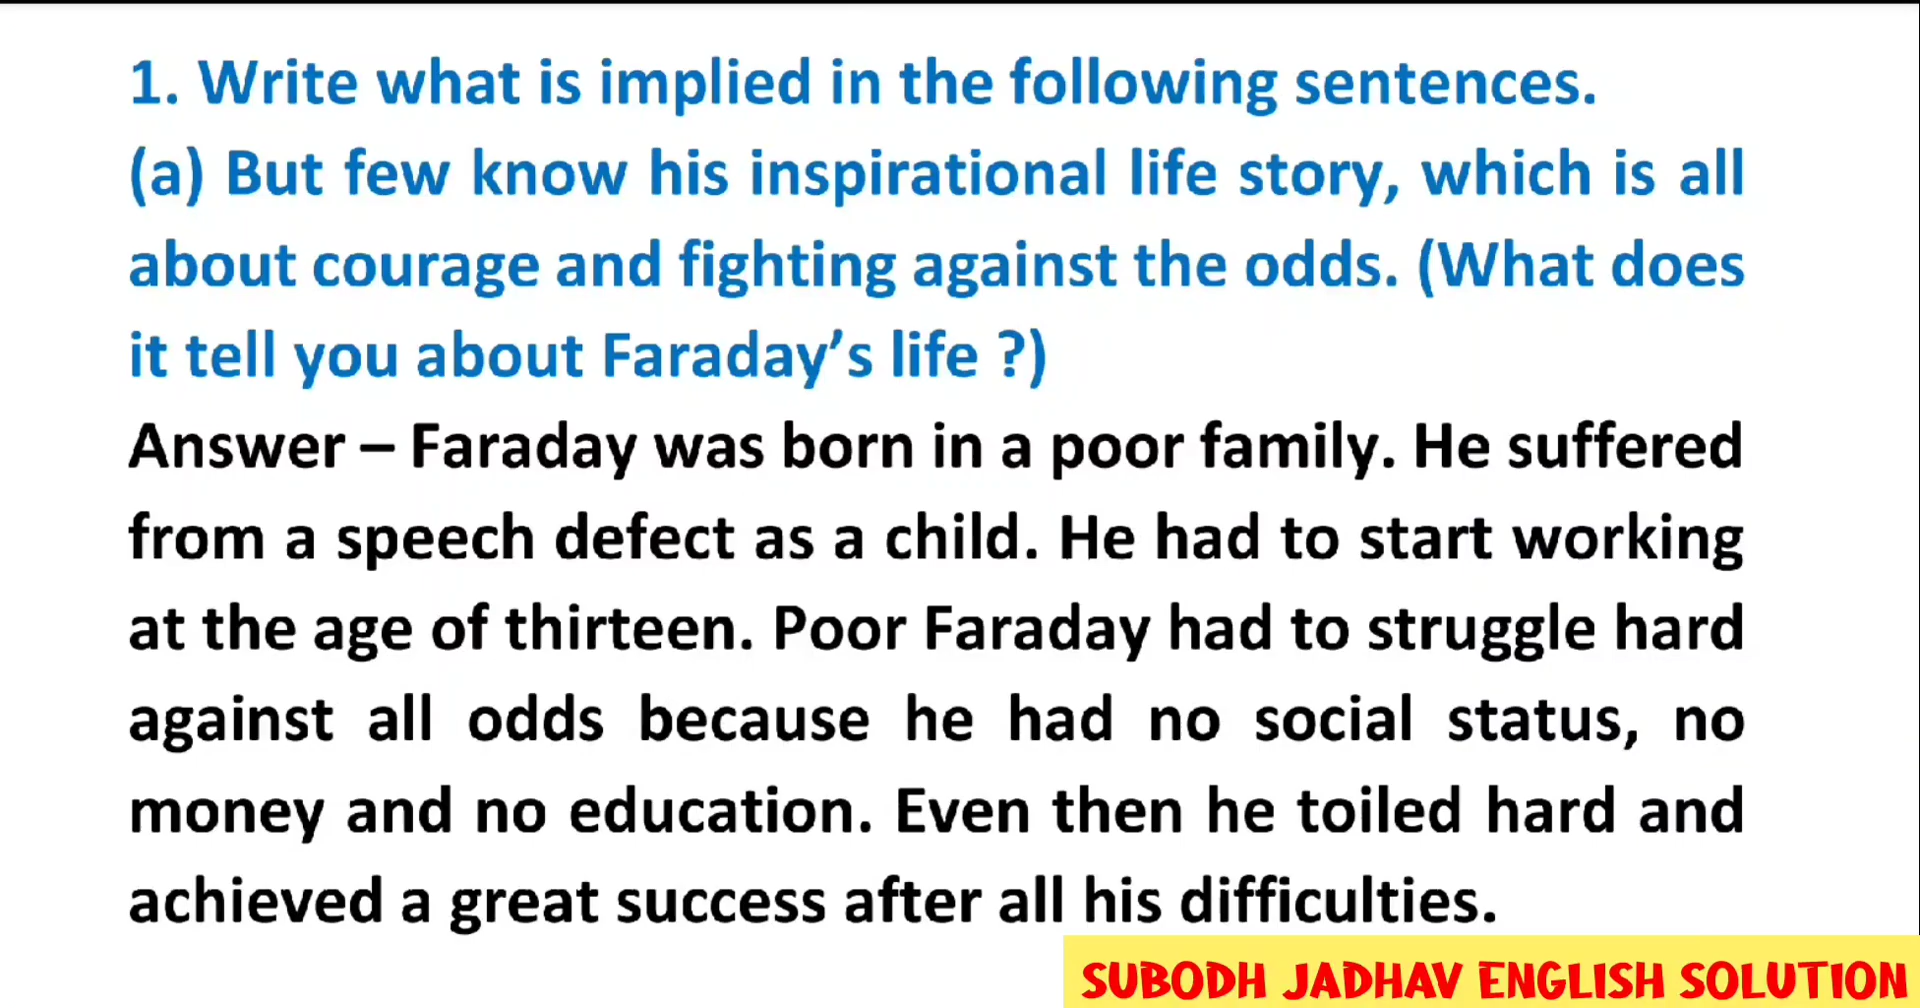 1. Write what is implied in the following sentences.
(a) But few know his inspirational life story, which is all
about courage and fighting against the odds. (What does
it tell you about Faraday’s life ?)
Answer – Faraday was born in a poor family. He suffered
from a speech defect as a child. He had to start working
at the age of thirteen. Poor Faraday had to struggle hard
against all odds because he had no social status, no
money and no education. Even then he toiled hard and
achieved a great success after all his difficulties.
SUBODH JADHAV ENGLISH SOLUTION